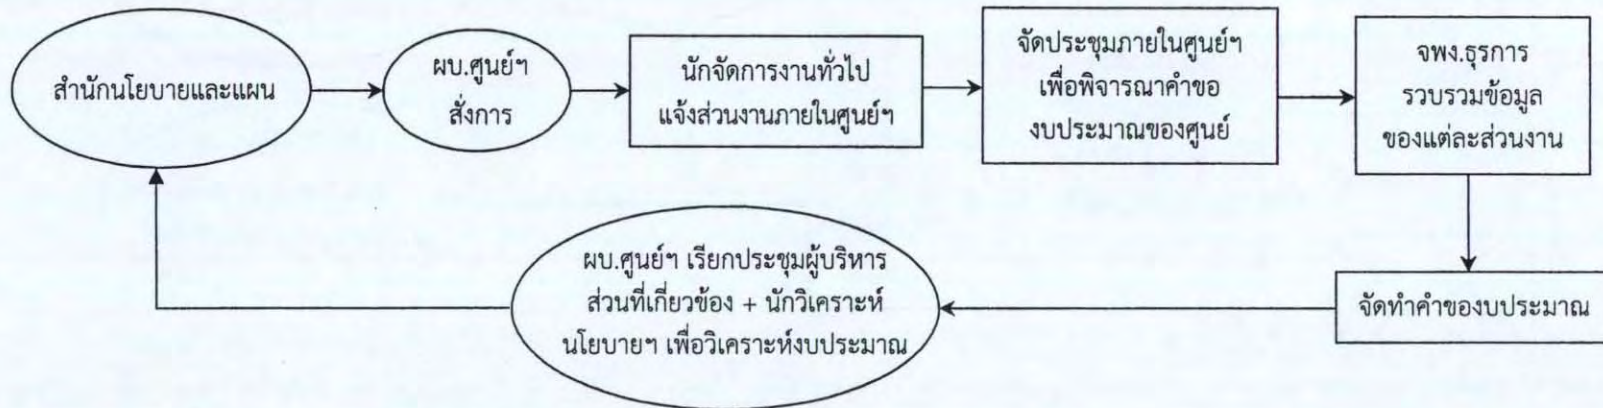 สำนักนโยบายและแผน
ผบ.ศูนย์ฯ
สั่งการ
นักจัดการงานทั่วไป
แจ้งส่วนงานภายในศูนย์ฯ
จัดประชุมภายในศูนย์ฯ
เพื่อพิจารณาคำขอ
งบประมาณของศูนย์
จพง.ธุรการ
รวบรวมข้อมูล
ของแต่ละส่วนงาน
จัดทำคำของบประมาณ
ผบ.ศูนย์ฯ เรียกประชุมผู้บริหาร
ส่วนที่เกี่ยวข้อง + นักวิเคราะห์
นโยบายฯ เพื่อวิเคราะห์งบประมาณ